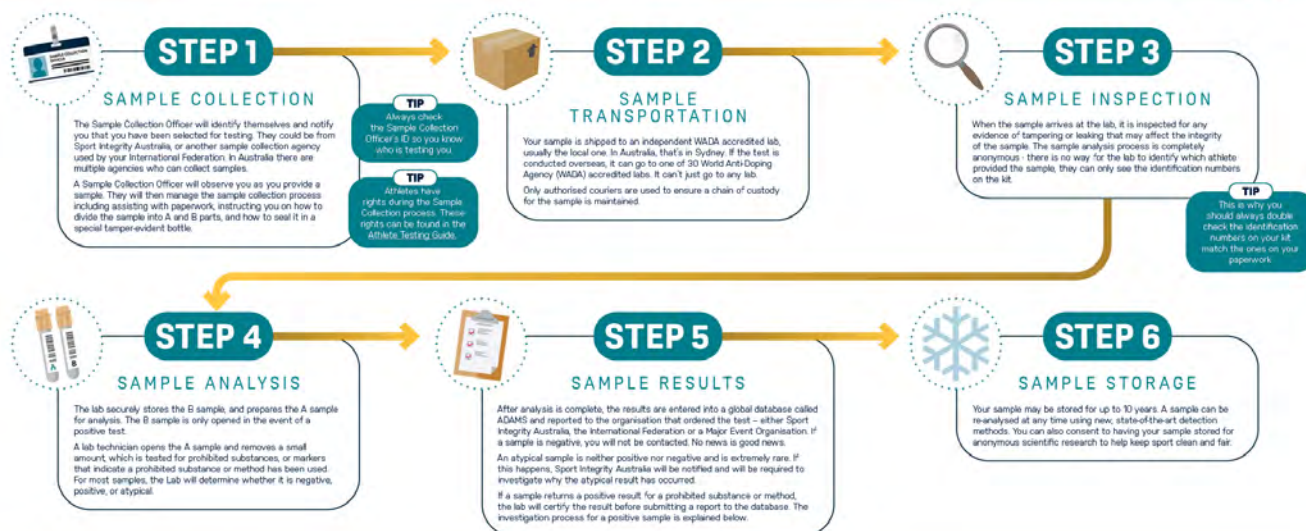 SAMPLE COLLECTION
OFFICER
STEP 1
SAMPLE COLLECTION
The Sample Collection Officer will identify themselves and notify
you that you have been selected for testing. They could be from
Sport Integrity Australia, or another sample collection agency
used by your International Federation. In Australia there are
multiple agencies who can collect samples.
A Sample Collection Officer will observe you as you provide a
sample. They will then manage the sample collection process
including assisting with paperwork, instructing you on how to
divide the sample into A and B parts, and how to seal it in a
special tamper-evident bottle.
TIP
Always check
the Sample Collection
Officer's ID so you know
who is testing you.
TIP
Athletes have
rights during the Sample
Collection process. These
rights can be found in the
Athlete Testing Guide.
STEP 2
SAMPLE
TRANSPORTATION
Your sample is shipped to an independent WADA accredited lab,
usually the local one. In Australia, that's in Sydney. If the test is
conducted overseas, it can go to one of 30 World Anti-Doping
Agency (WADA) accredited labs. It can't just go to any lab.
Only authorised couriers are used to ensure a chain of custody
for the sample is maintained.
STEP 3
SAMPLE INSPECTION
When the sample arrives at the lab, it is inspected for any
evidence of tampering or leaking that may affect the integrity
of the sample. The sample analysis process is completely
anonymous - there is no way for the lab to identify which athlete
provided the sample, they can only see the identification numbers
on the kit.
TIP
This is why you
should always double
check the identification
numbers on your kit
match the ones on your
paperwork
STEP 4
SAMPLE ANALYSIS
A
B
The lab securely stores the B sample, and prepares the A sample
for analysis. The B sample is only opened in the event of a
positive test.
A lab technician opens the A sample and removes a small
amount, which is tested for prohibited substances, or markers
that indicate a prohibited substance or method has been used.
For most samples, the Lab will determine whether it is negative,
positive, or atypical.
STEP 5
SAMPLE RESULTS
After analysis is complete, the results are entered into a global database called
ADAMS and reported to the organisation that ordered the test – either Sport
Integrity Australia, the International Federation or a Major Event Organisation. If
a sample is negative, you will not be contacted. No news is good news.
An atypical sample is neither positive nor negative and is extremely rare. If
this happens, Sport Integrity Australia will be notified and will be required to
investigate why the atypical result has occurred.
If a sample returns a positive result for a prohibited substance or method,
the lab will certify the result before submitting a report to the database. The
investigation process for a positive sample is explained below.
STEP 6
SAMPLE STORAGE
Your sample may be stored for up to 10 years. A sample can be
re-analysed at any time using new, state-of-the-art detection
methods. You can also consent to having your sample stored for
anonymous scientific research to help keep sport clean and fair.